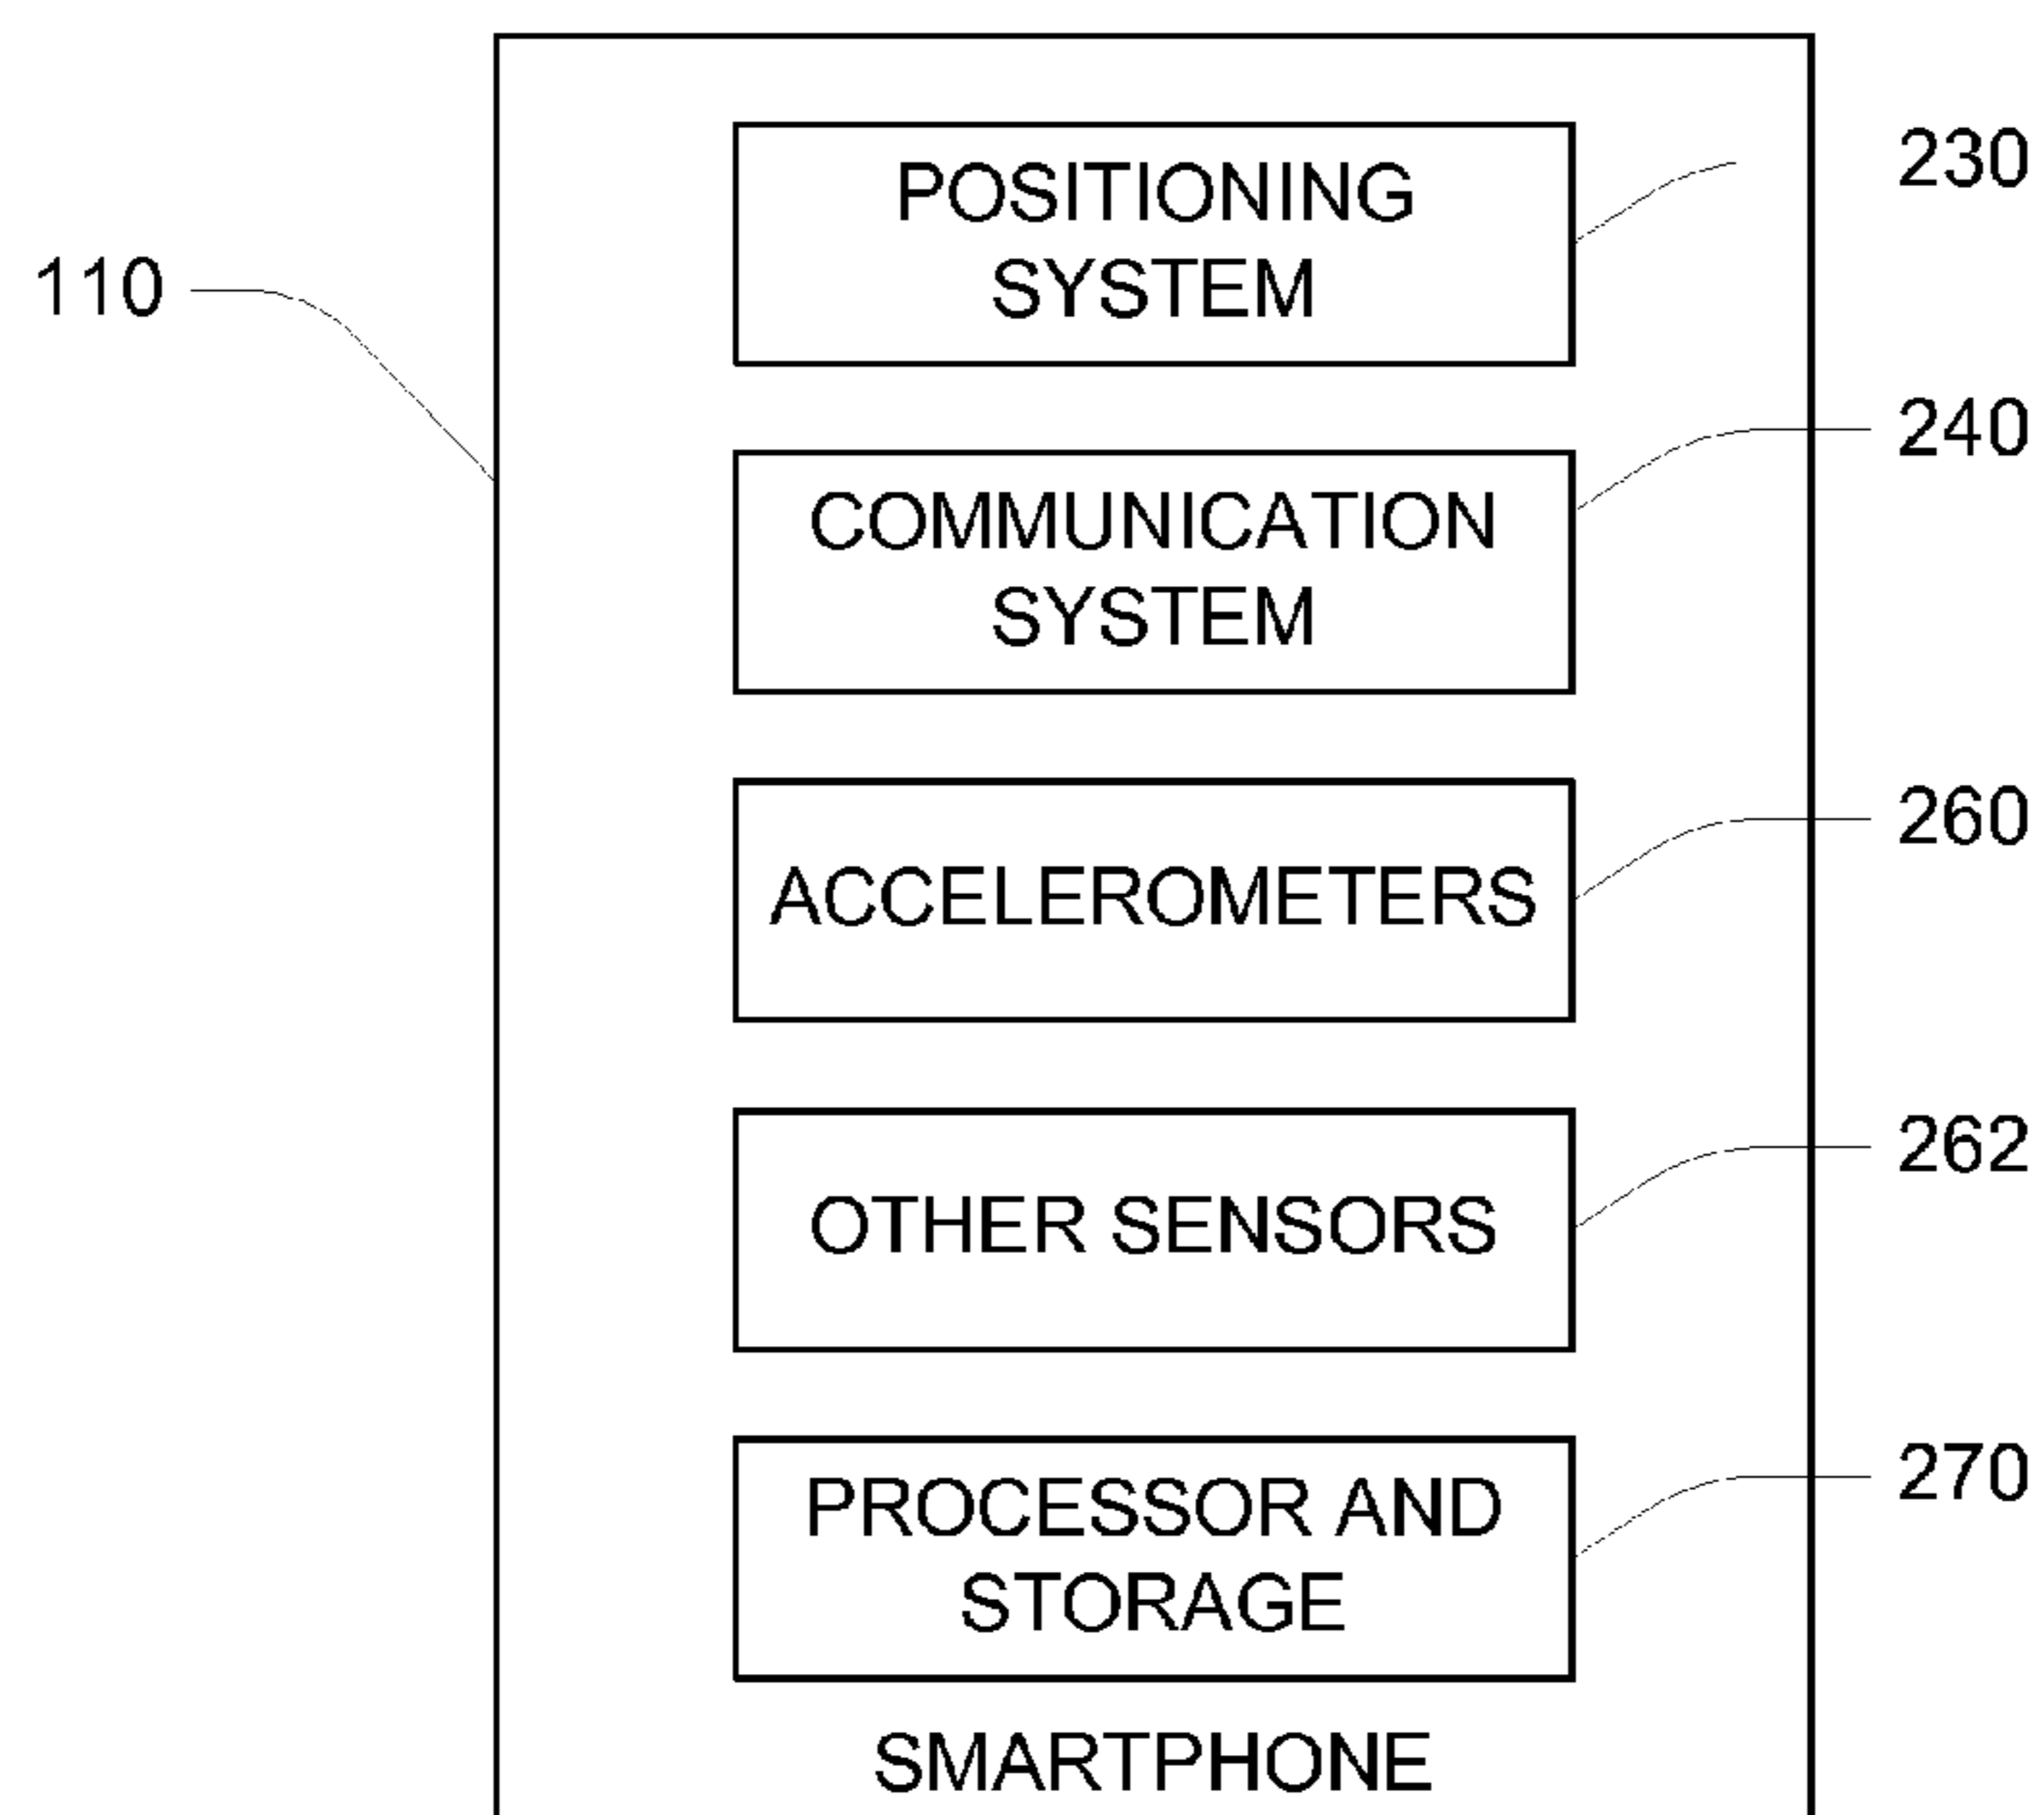 POSITIONING
SYSTEM
230
110
COMMUNICATION
SYSTEM
240
ACCELEROMETERS
260
OTHER SENSORS
262
PROCESSOR AND
STORAGE
270
SMARTPHONE